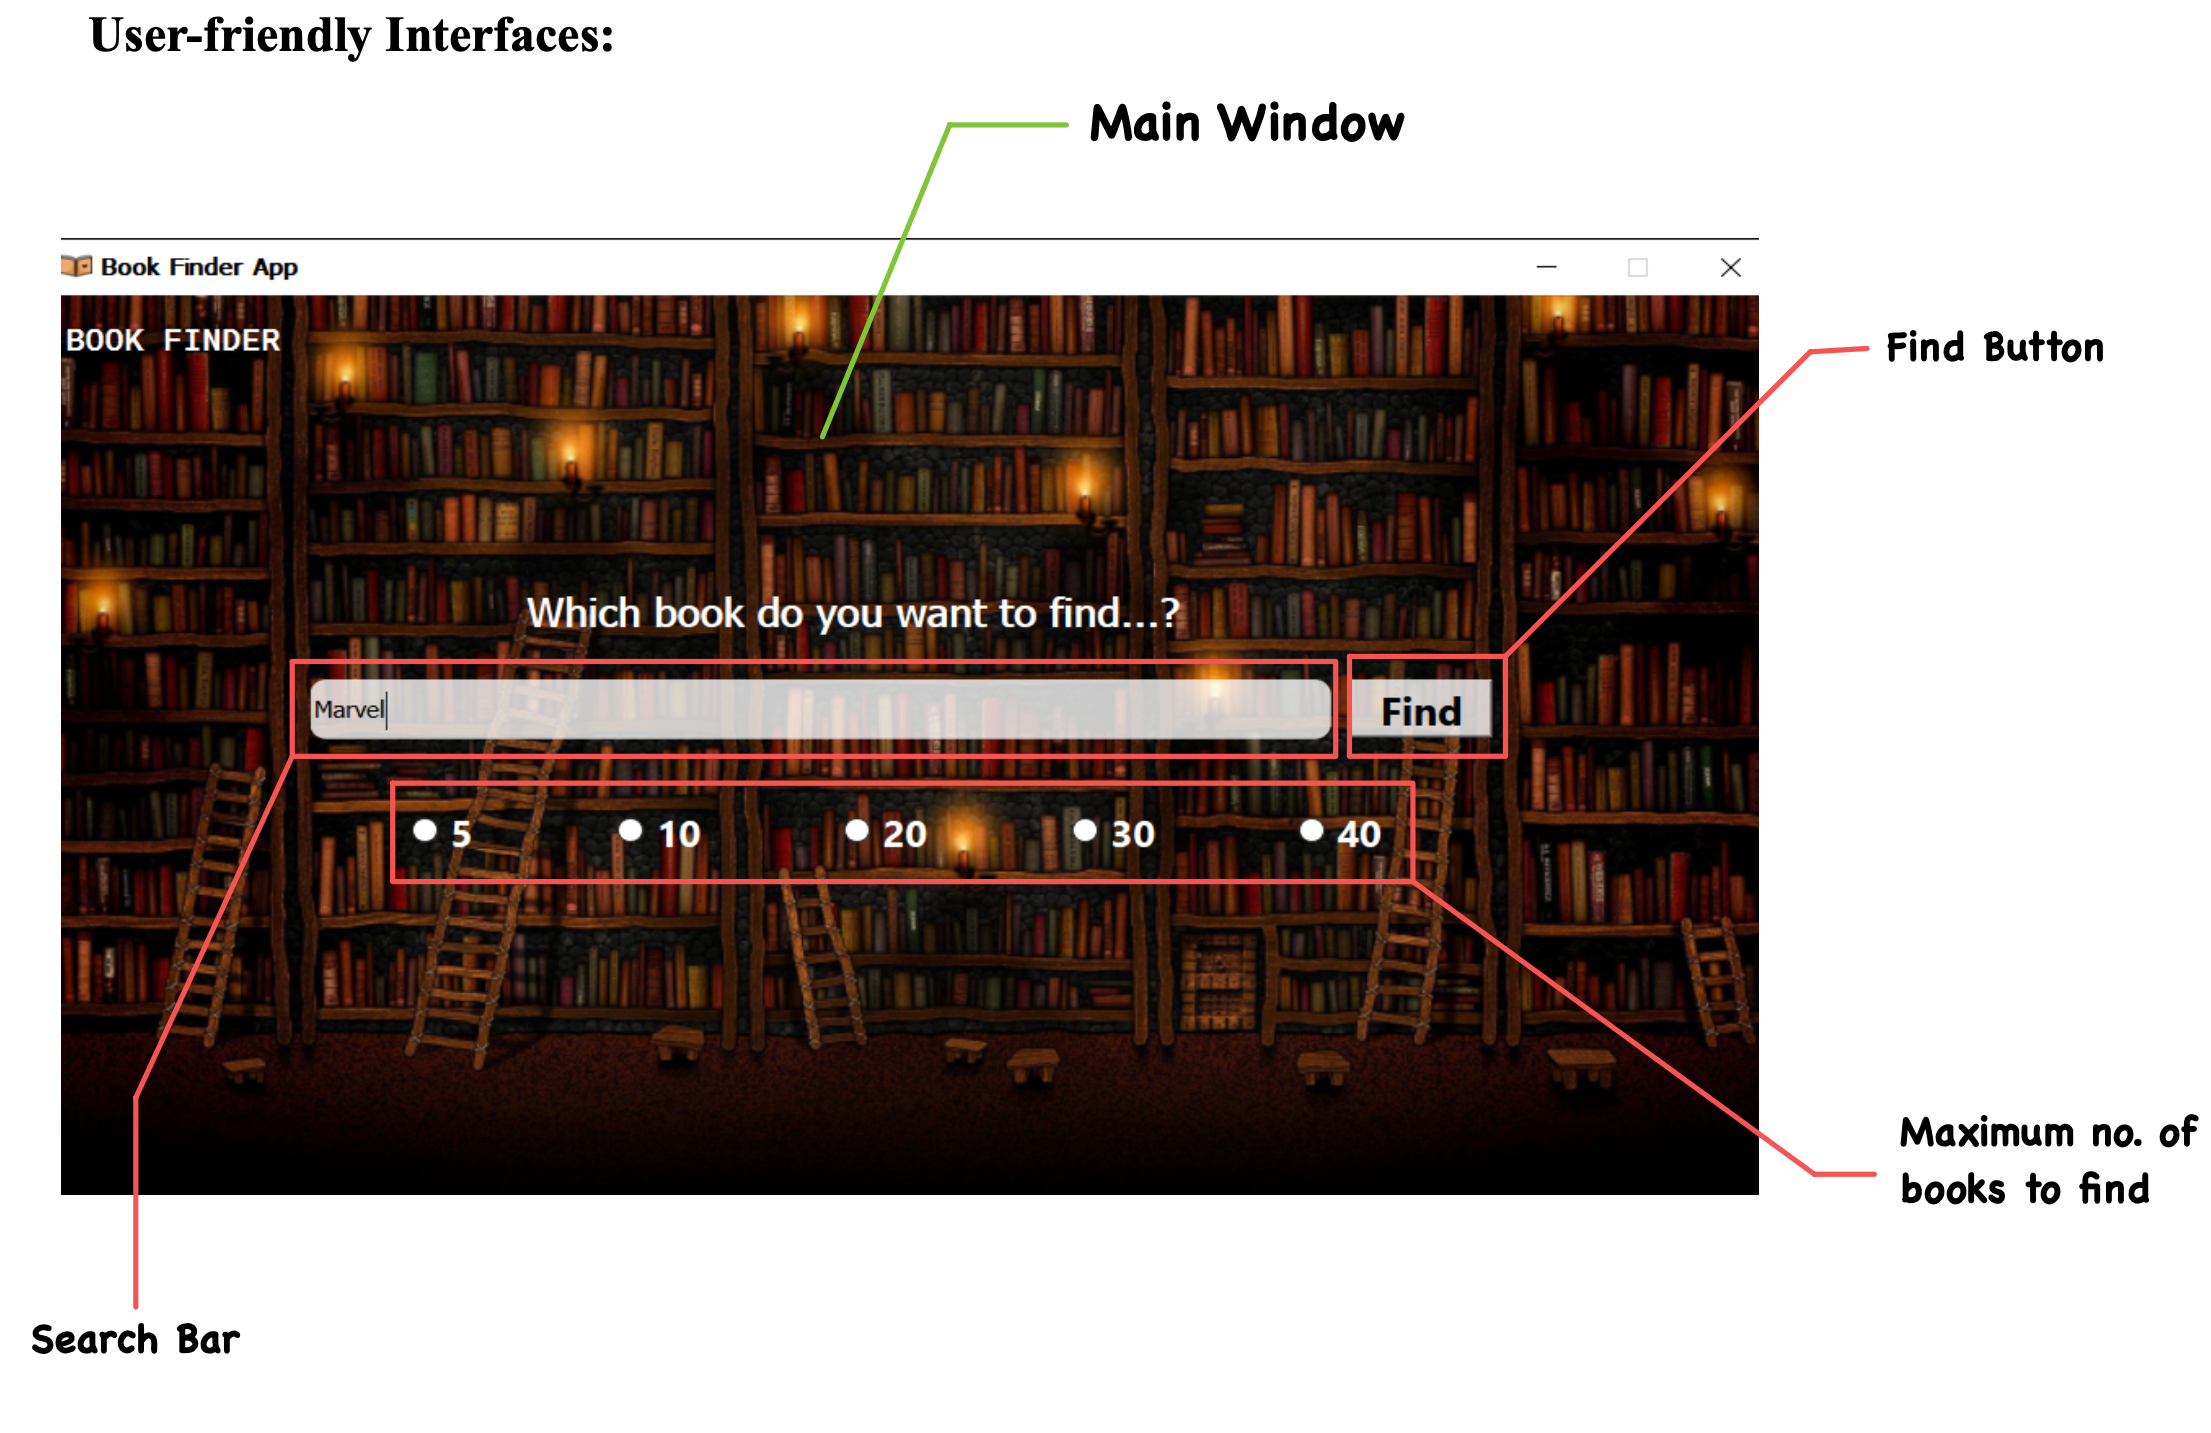 User-friendly Interfaces:
Main Window
Book Finder App
BOOK FINDER
Find Button
Which book do you want to find...?
Marvel
Find
5 10 20 30 40
Maximum no. of
books to find
Search Bar